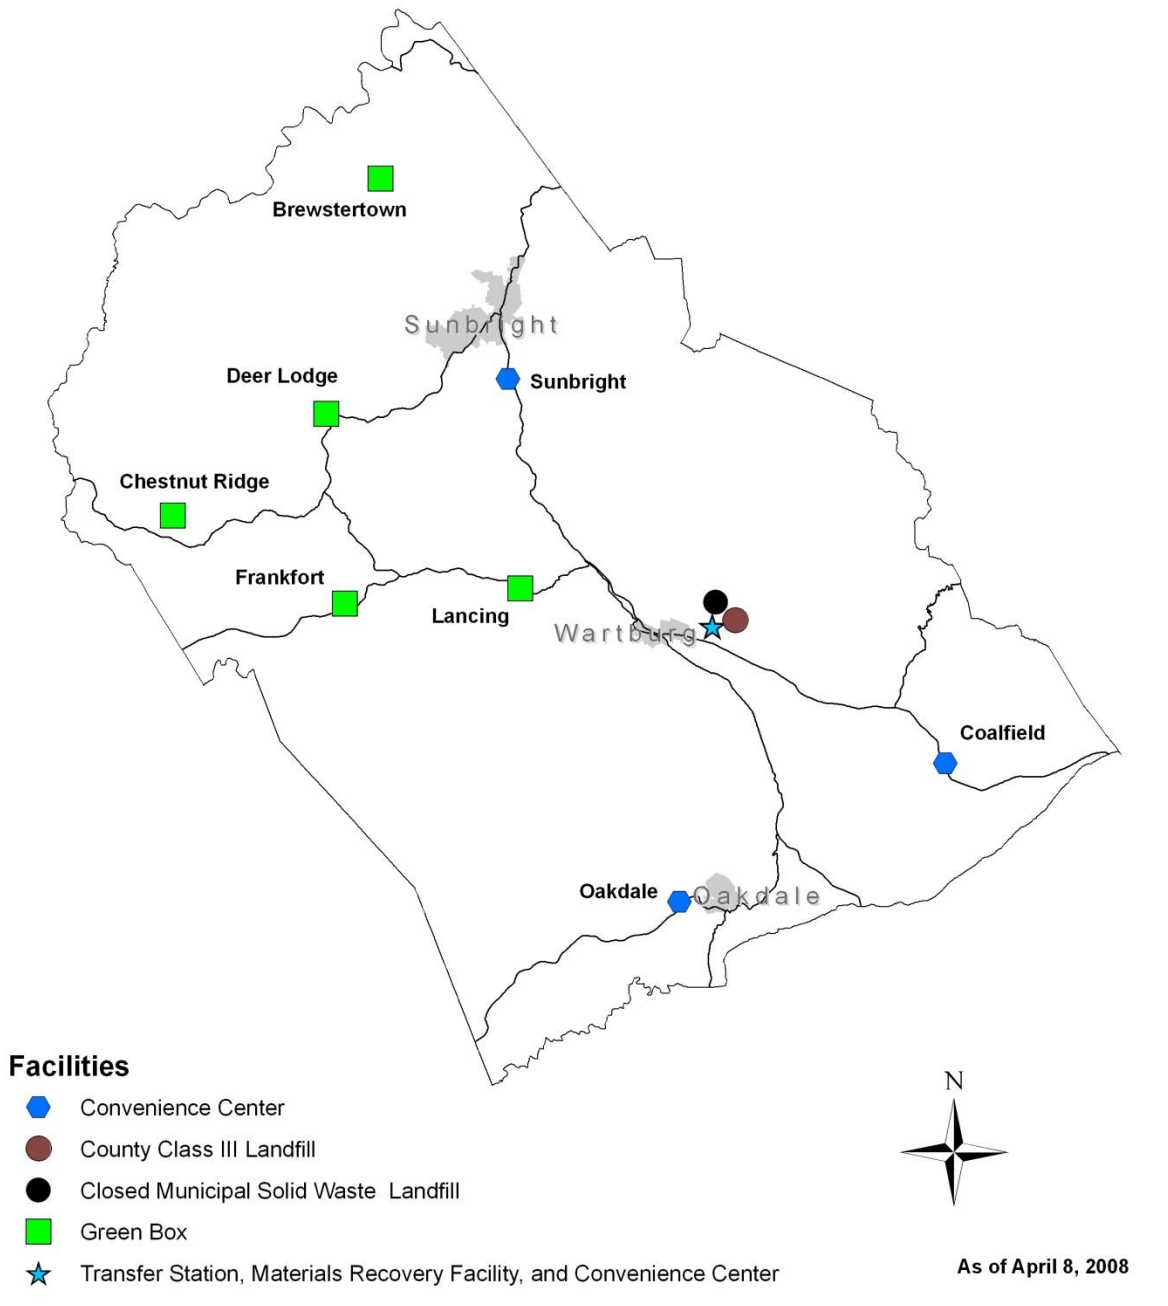 Brewstertown
Sunbright
Deer Lodge
Sunbright
Chestnut Ridge
Frankfort
Lancing
Wartburg
Coalfield
Oakdale
Oakdale
Facilities
N
Convenience Center
County Class III Landfill
Closed Municipal Solid Waste  Landfill
Green Box
Transfer Station, Materials Recovery Facility, and Convenience Center
As of April 8, 2008